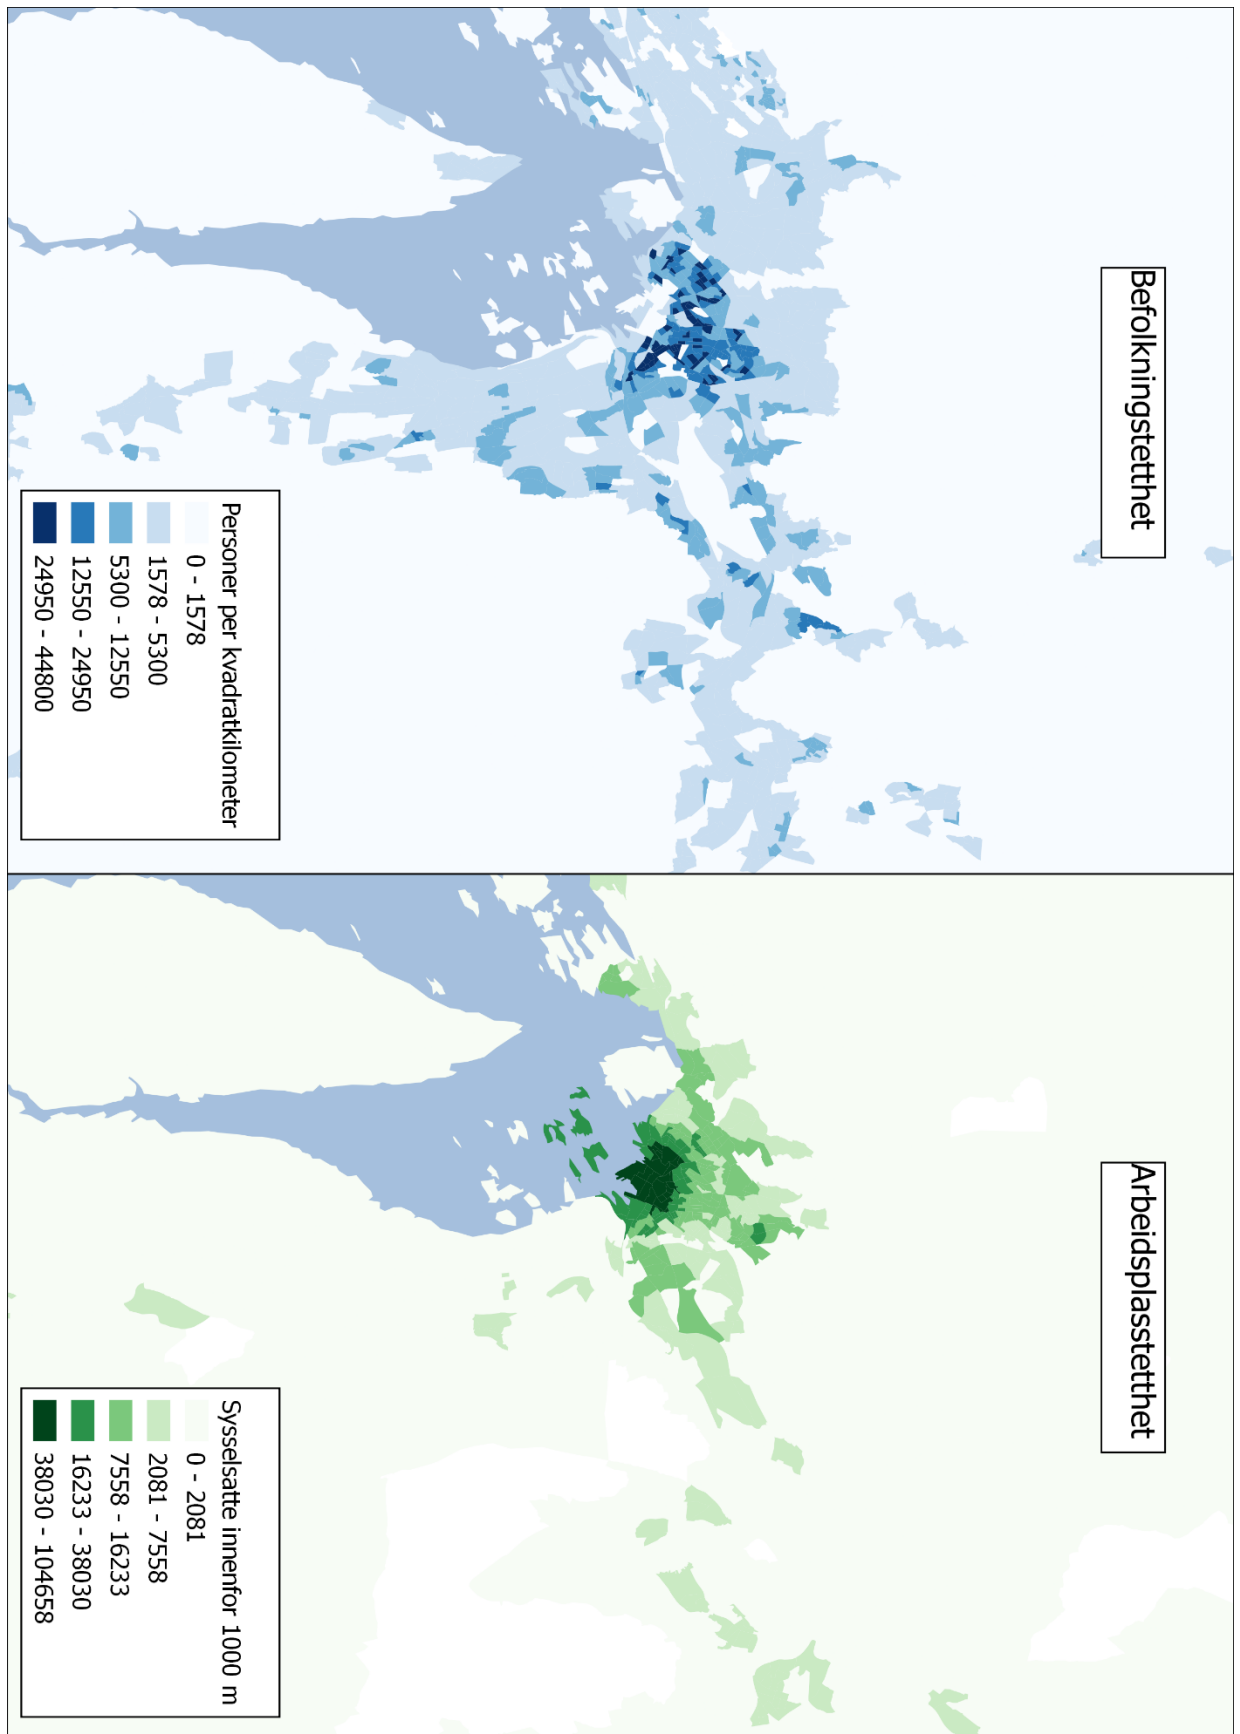 Befolkningstetthet
Personer per kvadratkilometer
0 - 1578
1578 - 5300
5300 - 12550
12550 - 24950
24950 - 44800
Arbeidsplasstetthet
Sysselsatte innenfor 1000 m
0 - 2081
2081 - 7558
7558 - 16233
16233 - 38030
38030 - 104658